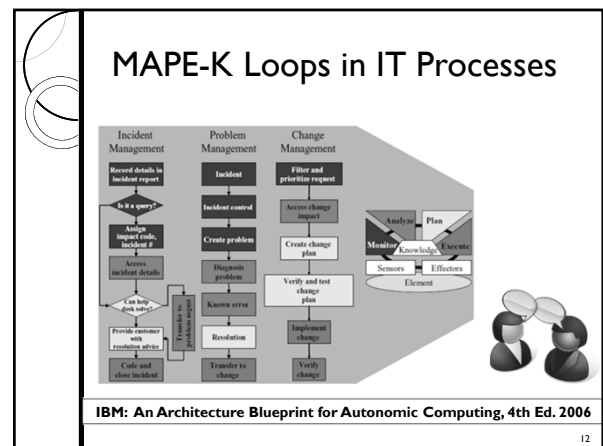 MAPE-K Loops in IT Processes
Incident
Management
Record details in
incident report
Is it a query?
Assign
impact code,
incident #
Access
incident details
Can help
desk solve?
Transfer to
problem mgmt
Provide customer
with
resolution advice
Code and
close incident
Problem
Management
Incident
Incident control
Create problem
Diagnosis
problem
Known error
Resolution
Transfer to
change
Change
Management
Filter and
prioritize request
Access change
impact
Create change
plan
Verify and test
change
plan
Implement
change
Verify
change
Analyze
Plan
Monitor
Knowledge
Execute
Sensors
Effectors
Element
IBM: An Architecture Blueprint for Autonomic Computing, 4th Ed. 2006
12